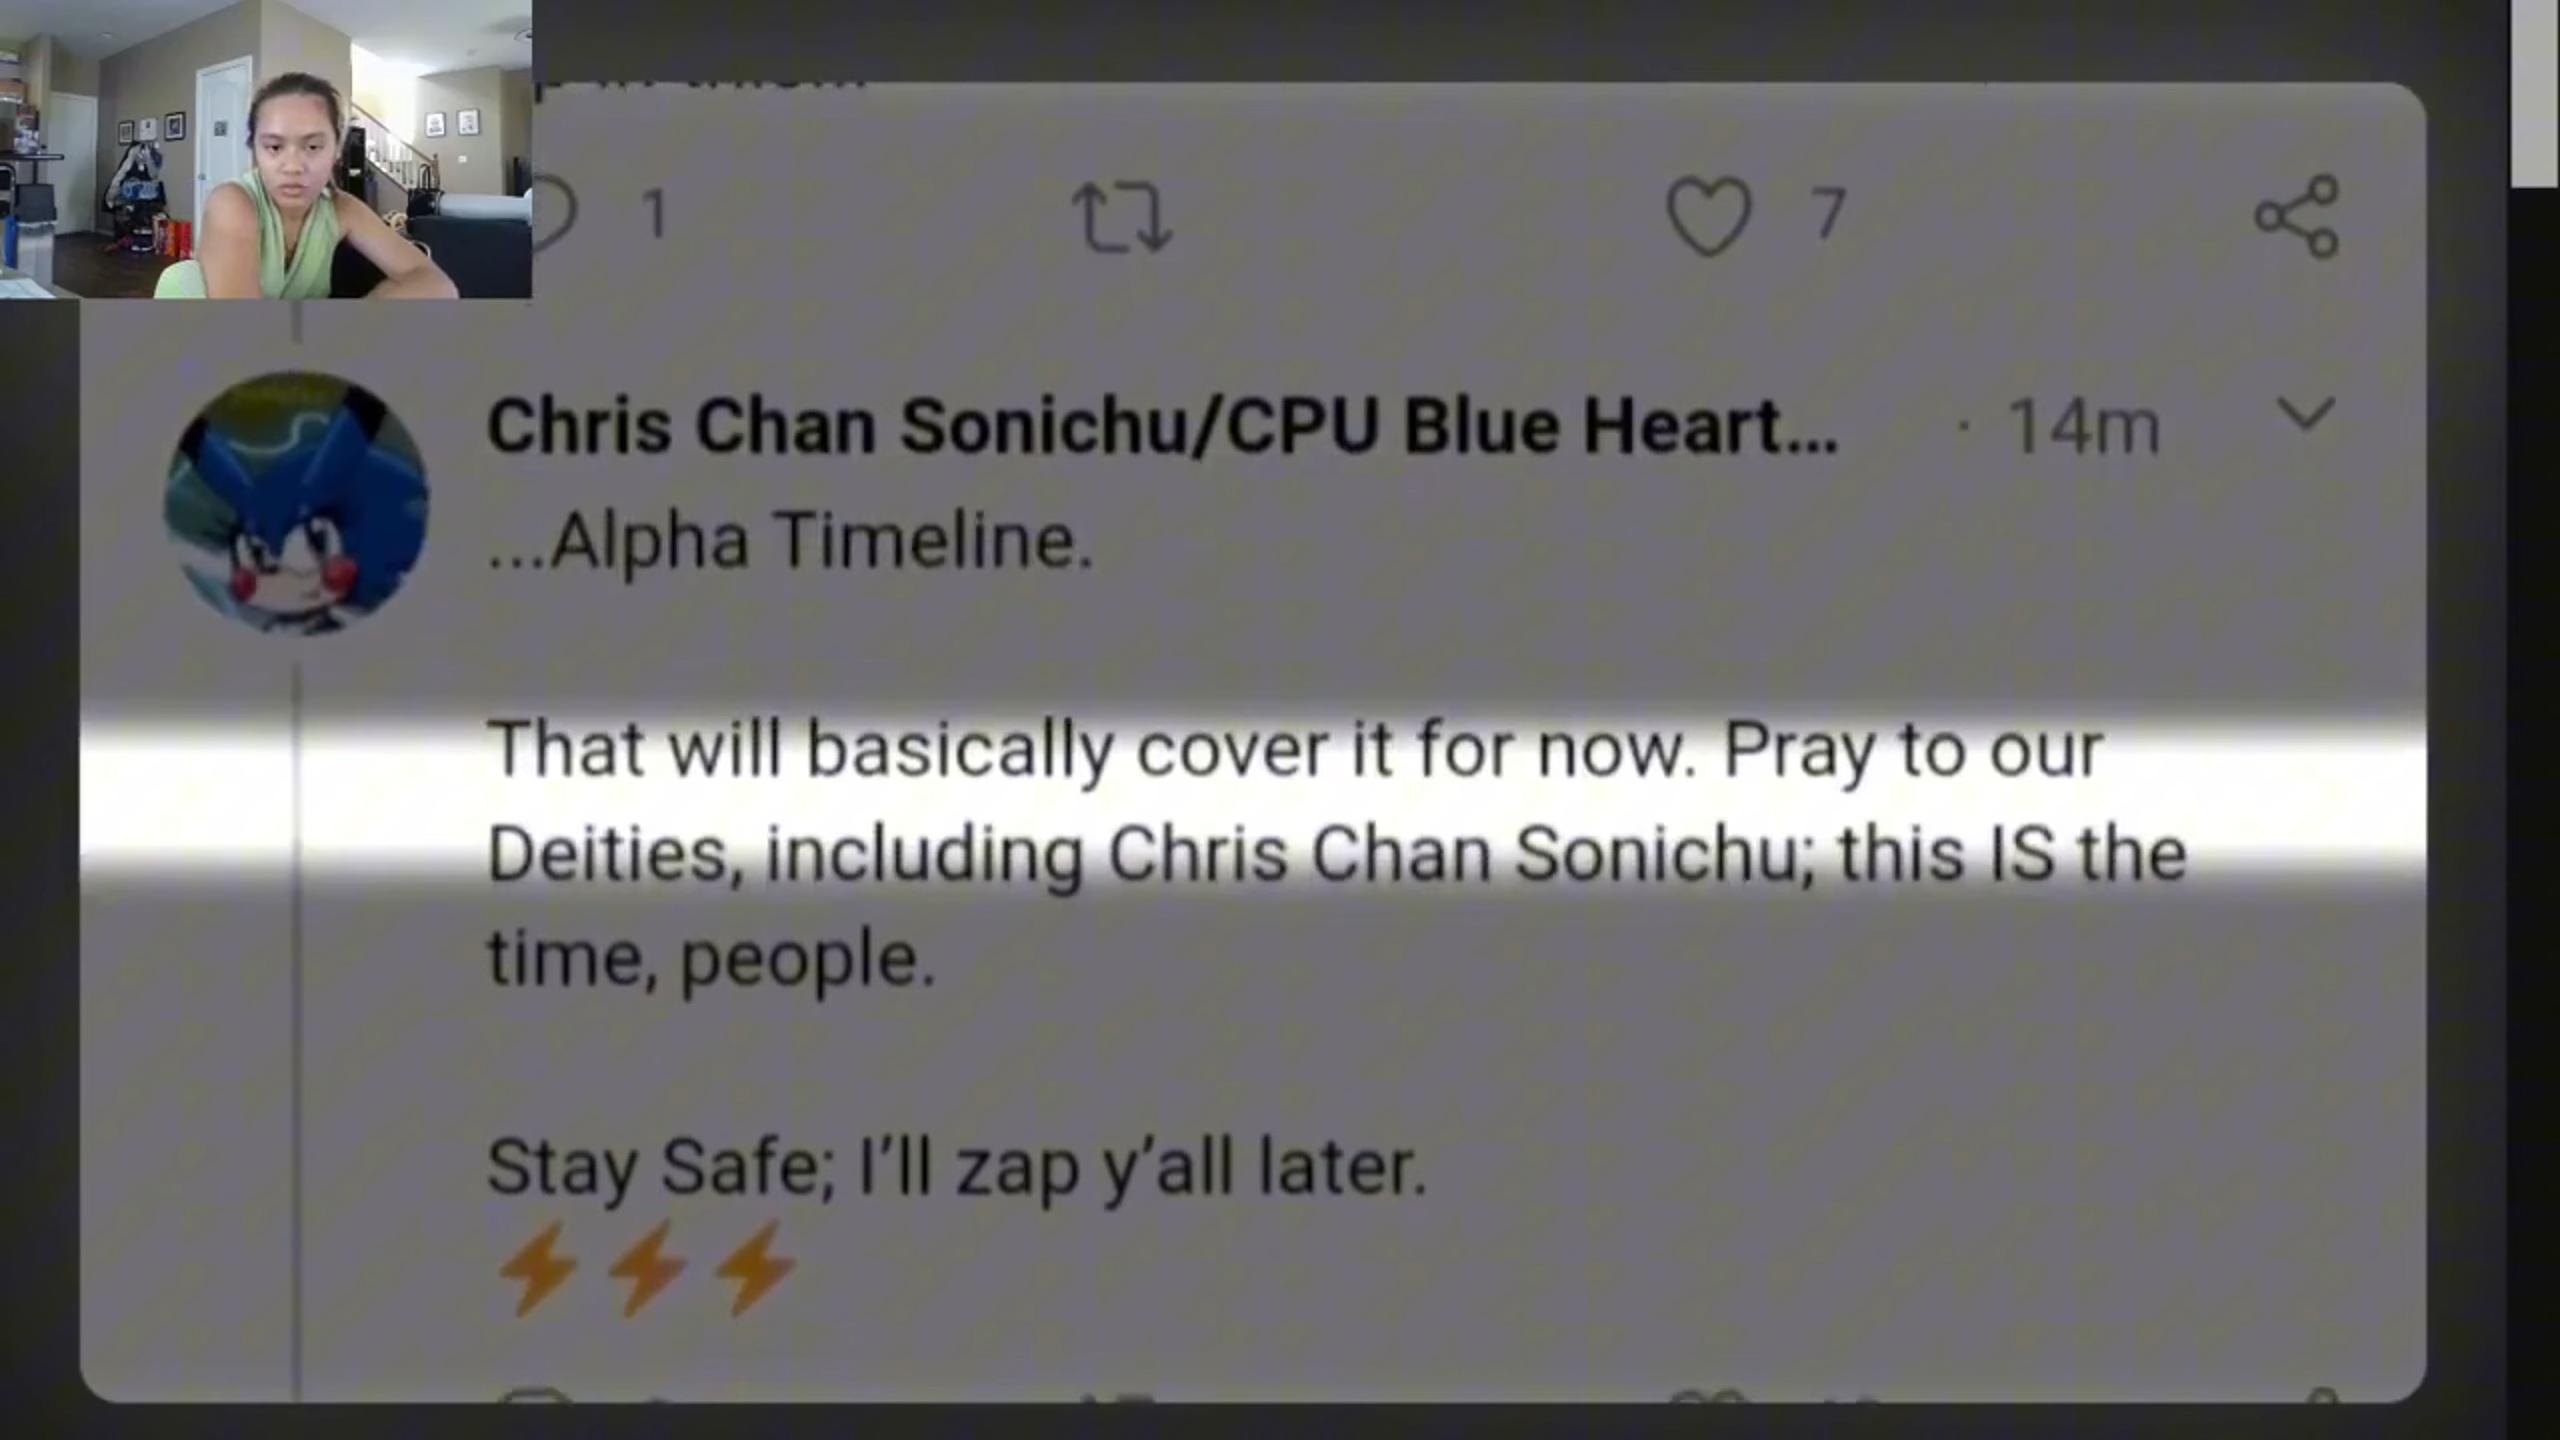 1
7
Chris Chan Sonichu/CPU Blue Heart…
· 14m
...Alpha Timeline.
That will basically cover it for now. Pray to our
Deities, including Chris Chan Sonichu; this IS the
time, people.
Stay Safe; I’ll zap y’all later.
⚡⚡⚡